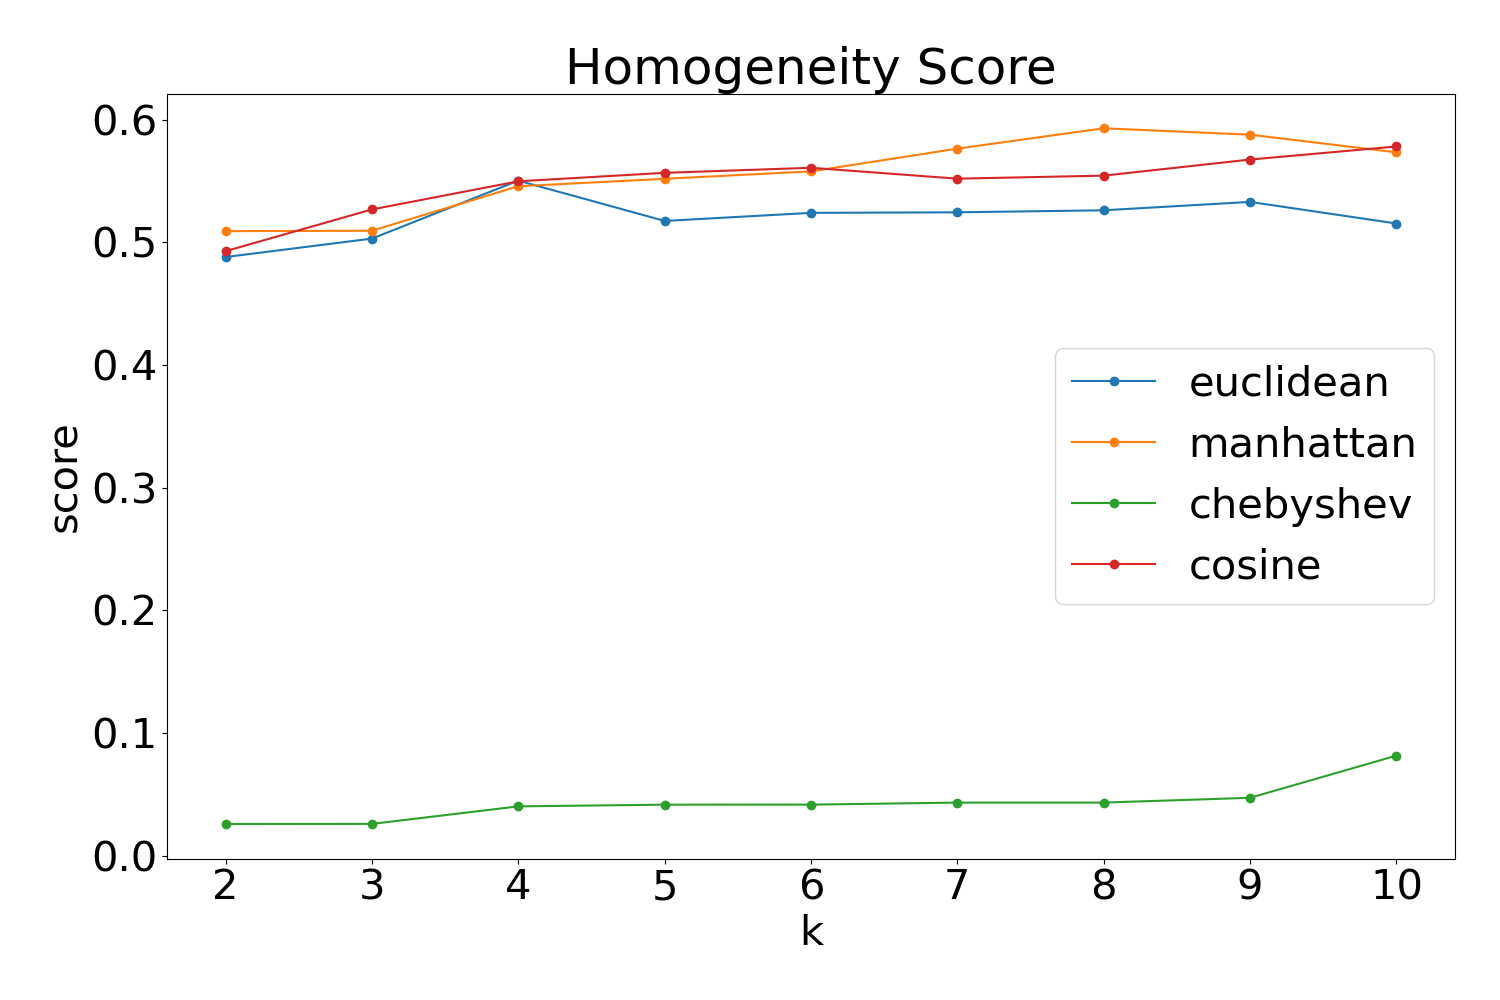 Homogeneity Score
score
0.6
0.5
0.4
0.3
0.2
0.1
0.0
euclidean
manhattan
chebyshev
cosine
2 3 4 5 6 7 8 9 10
k